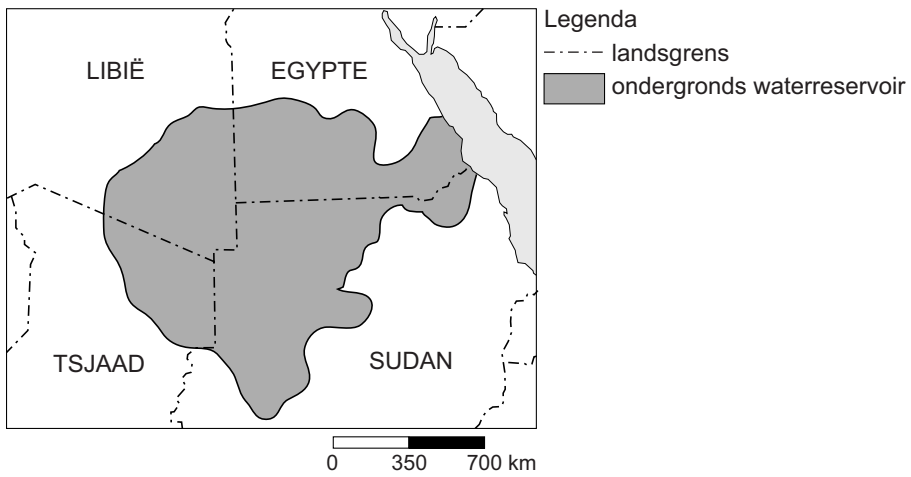 Legenda
landsgrens
ondergronds waterreservoir
LIBIË
EGYPTE
TSJAAD
SUDAN
0 350 700 km